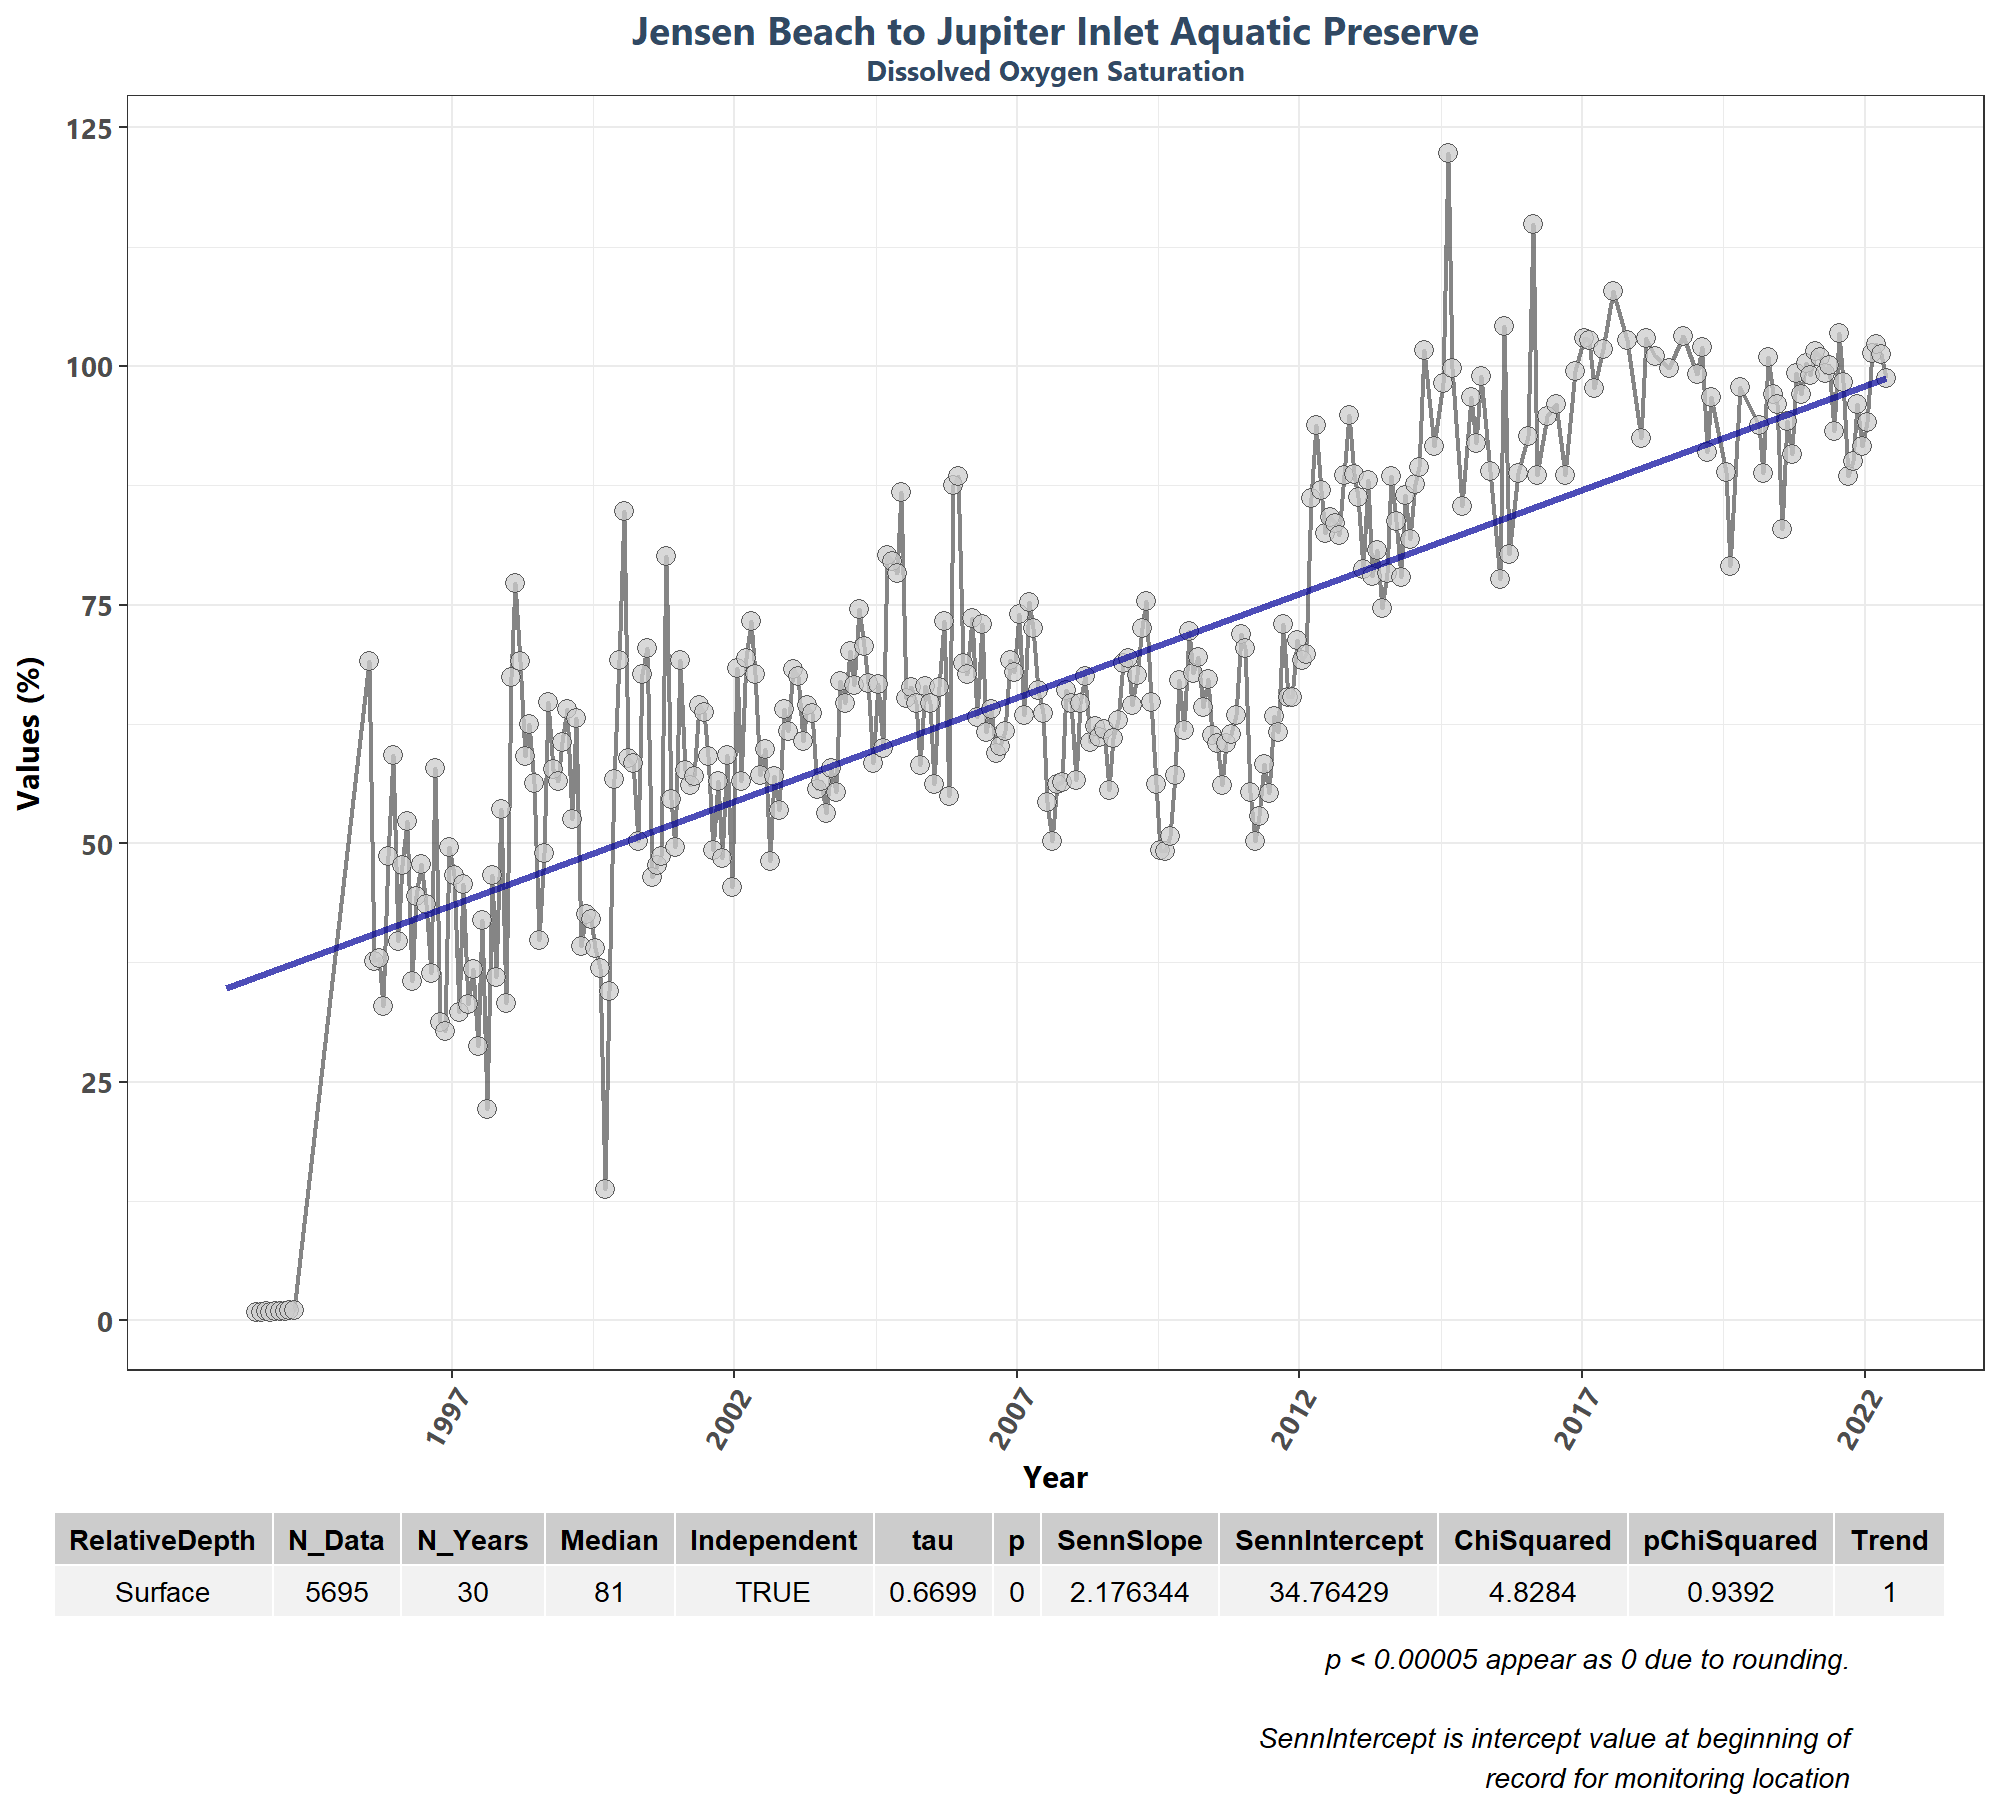 Jensen Beach to Jupiter Inlet Aquatic Preserve
Dissolved Oxygen Saturation
Values (%)
125
100
75
50
25
0
1997 2002 2007 2012 2017 2022
Year
RelativeDepth N_Data N_Years Median Independent tau p SennSlope SennIntercept ChiSquared pChiSquared Trend
Surface 5695 30 81 TRUE 0.6699 0 2.176344 34.76429 4.8284 0.9392 1
p < 0.00005 appear as 0 due to rounding.
SennIntercept is intercept value at beginning of
record for monitoring location